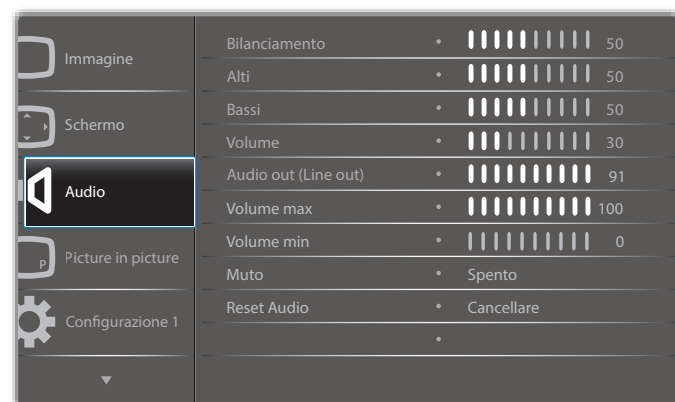 Immagine
Schermo
Audio
P
Picture in picture
Configurazione 1
Bilanciamento • 50
Alti • 50
Bassi • 50
Volume • 30
Audio out (Line out) • 91
Volume max • 100
Volume min • 0
Muto • Spento
Reset Audio • Cancellare
•